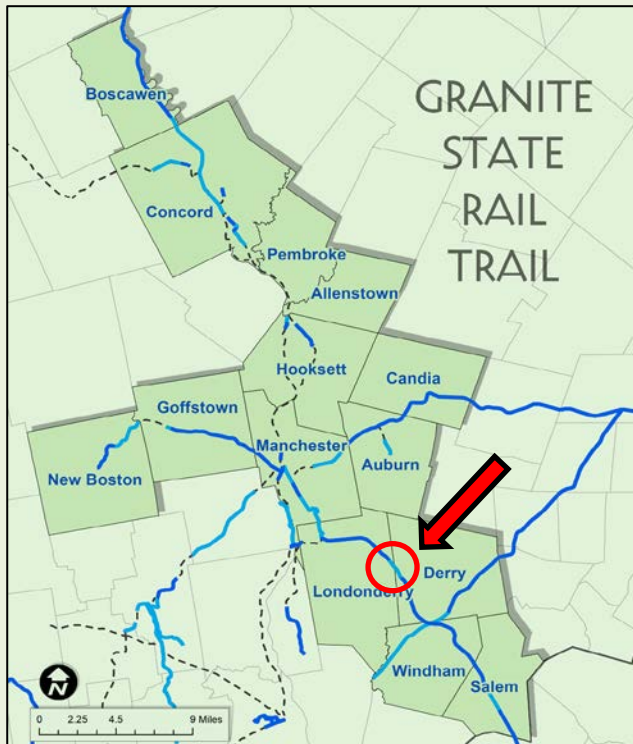 GRANITE
STATE
RAIL
TRAIL
Boscawen
Concord
Pembroke
Allenstown
Hooksett
Candia
Goffstown
Manchester
Auburn
New Boston
Londonderry
Derry
Windham
Salem
N
0 2.25 4.5 9 Miles